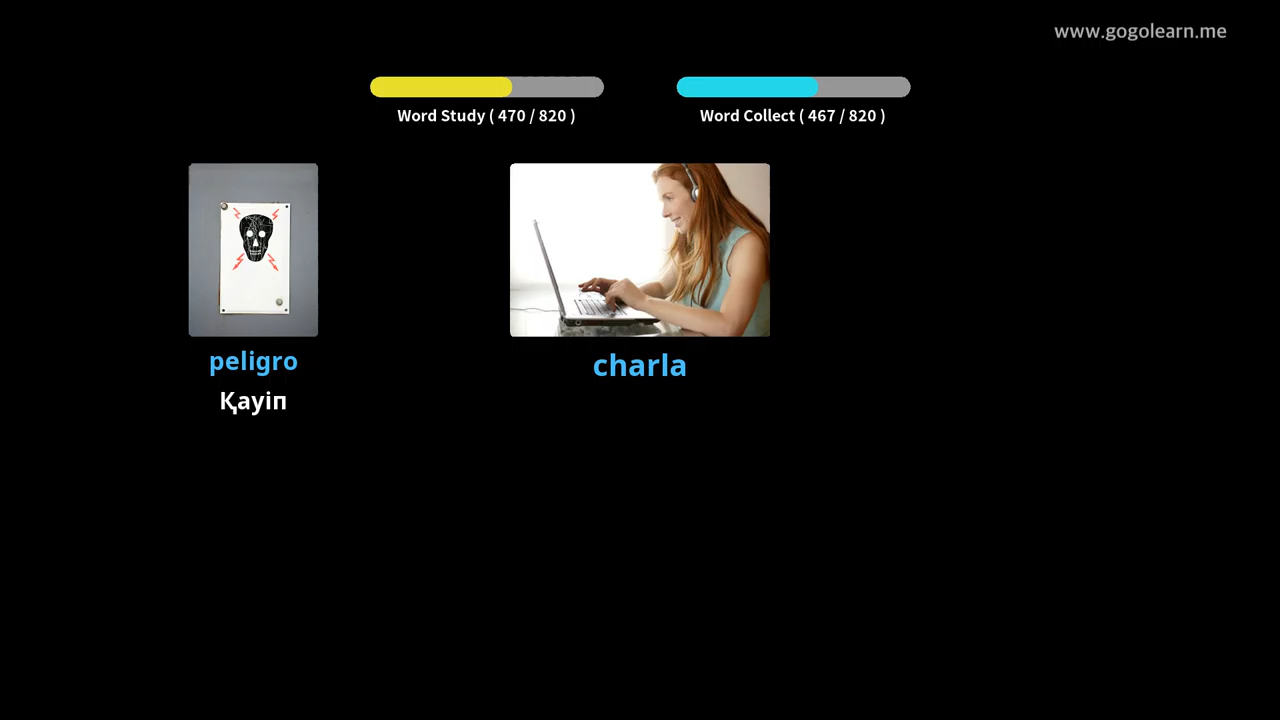 www.gogolearn.me
Word Study ( 470 / 820 )
Word Collect ( 467 / 820 )
peligro
Қауіп
charla